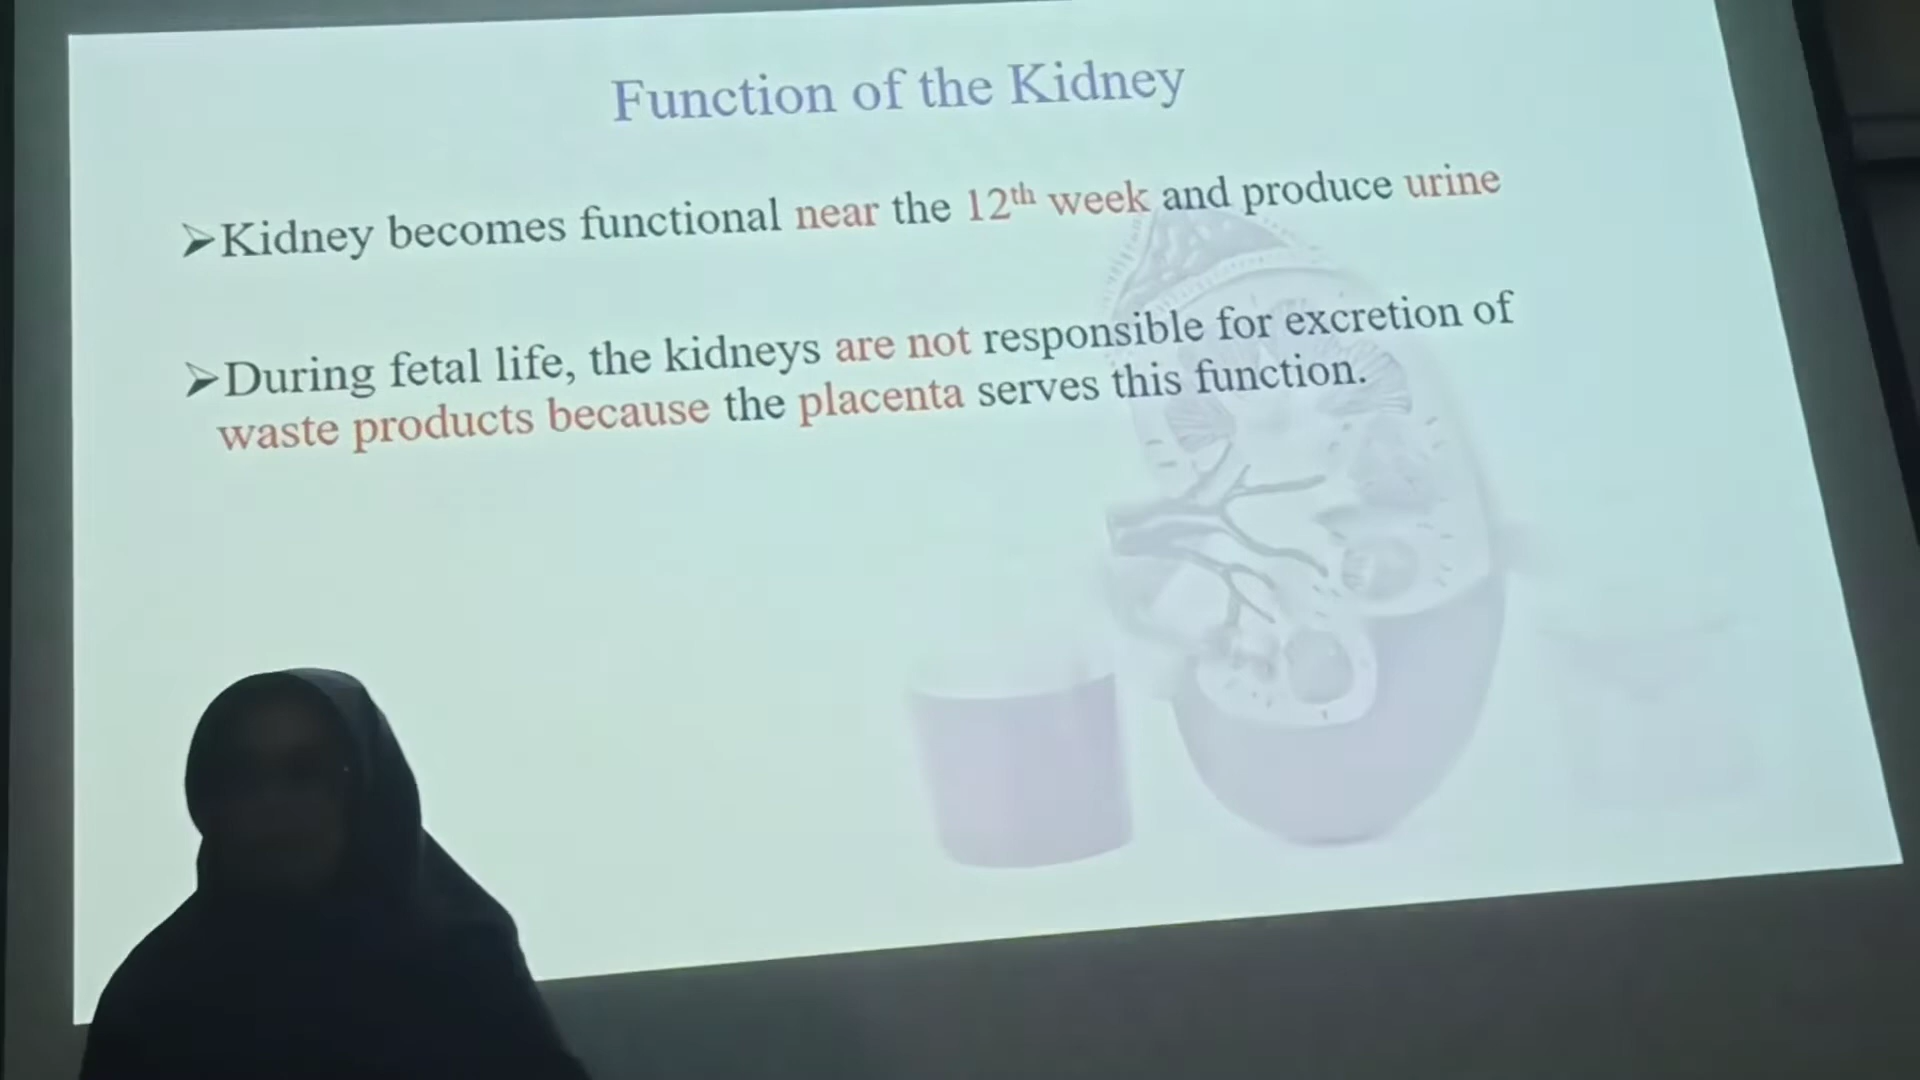 Function of the Kidney
➢Kidney becomes functional near the 12th week and produce urine
➢During fetal life, the kidneys are not responsible for excretion of
waste products because the placenta serves this function.